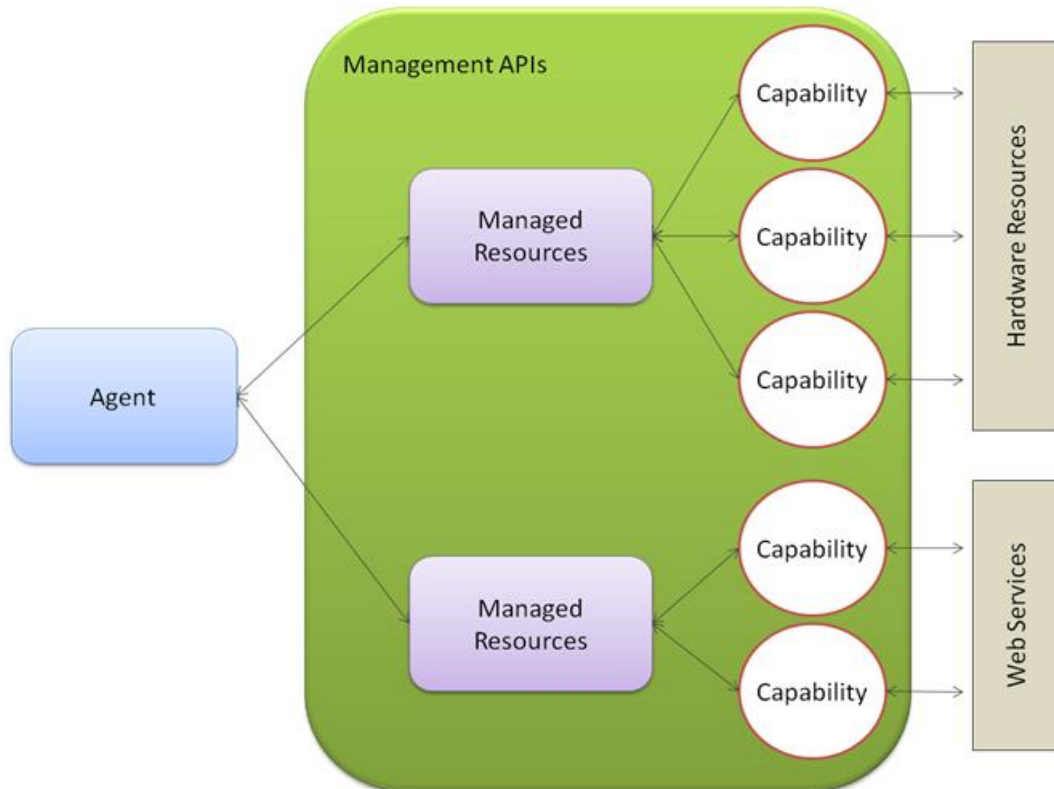 Management APIs
Capability
Managed
Resources
Capability
Capability
Hardware Resources
Agent
Capability
Managed
Resources
Capability
Web Services